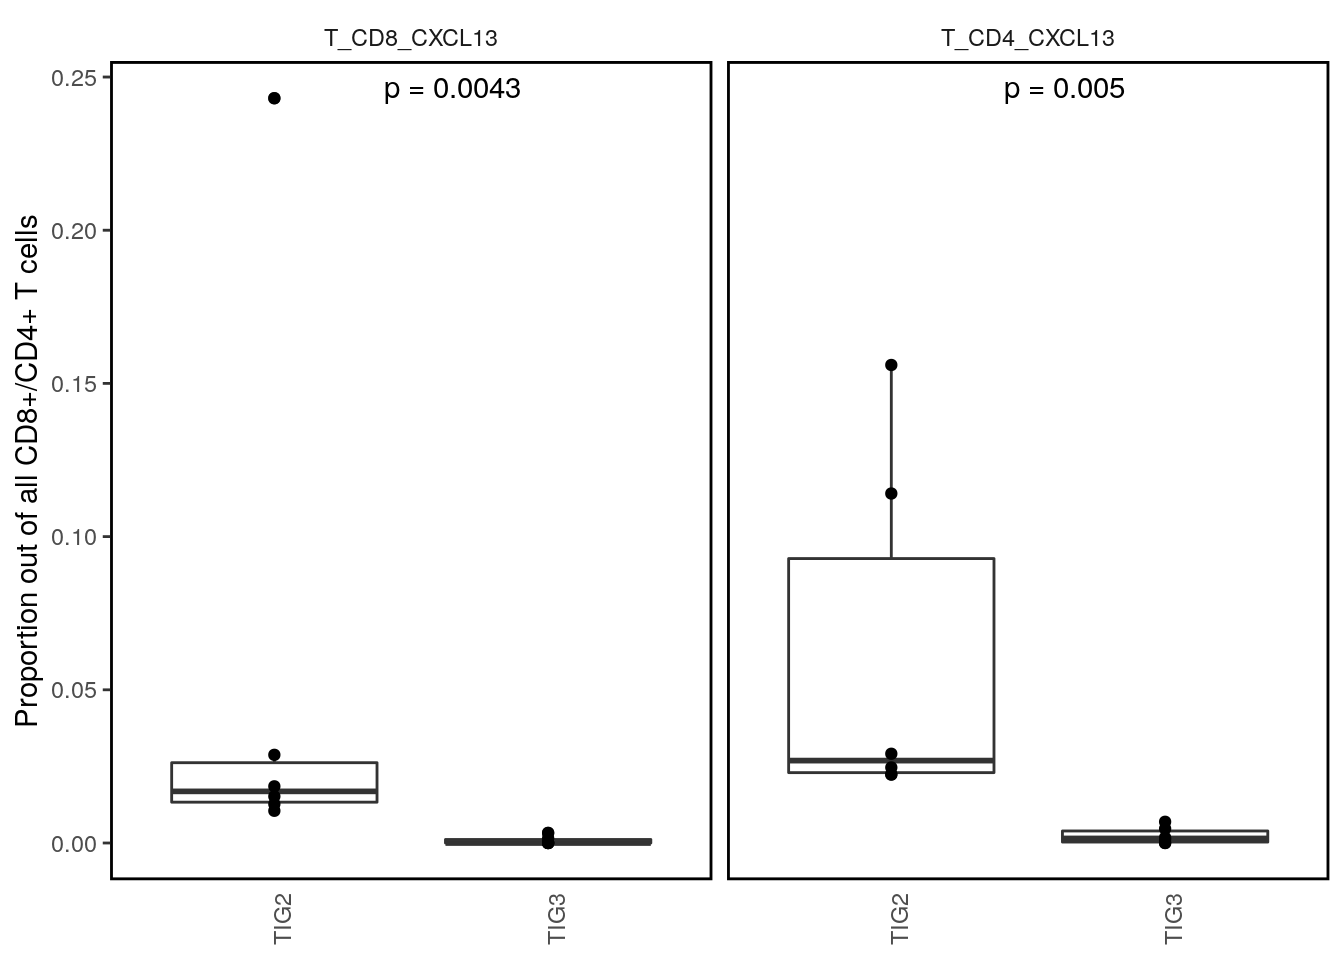 T_CD8_CXCL13
T_CD4_CXCL13
p = 0.0043
p = 0.005
Proportion out of all CD8+/CD4+ T cells
0.25
0.20
0.15
0.10
0.05
0.00
TIG2
TIG3
TIG2
TIG3